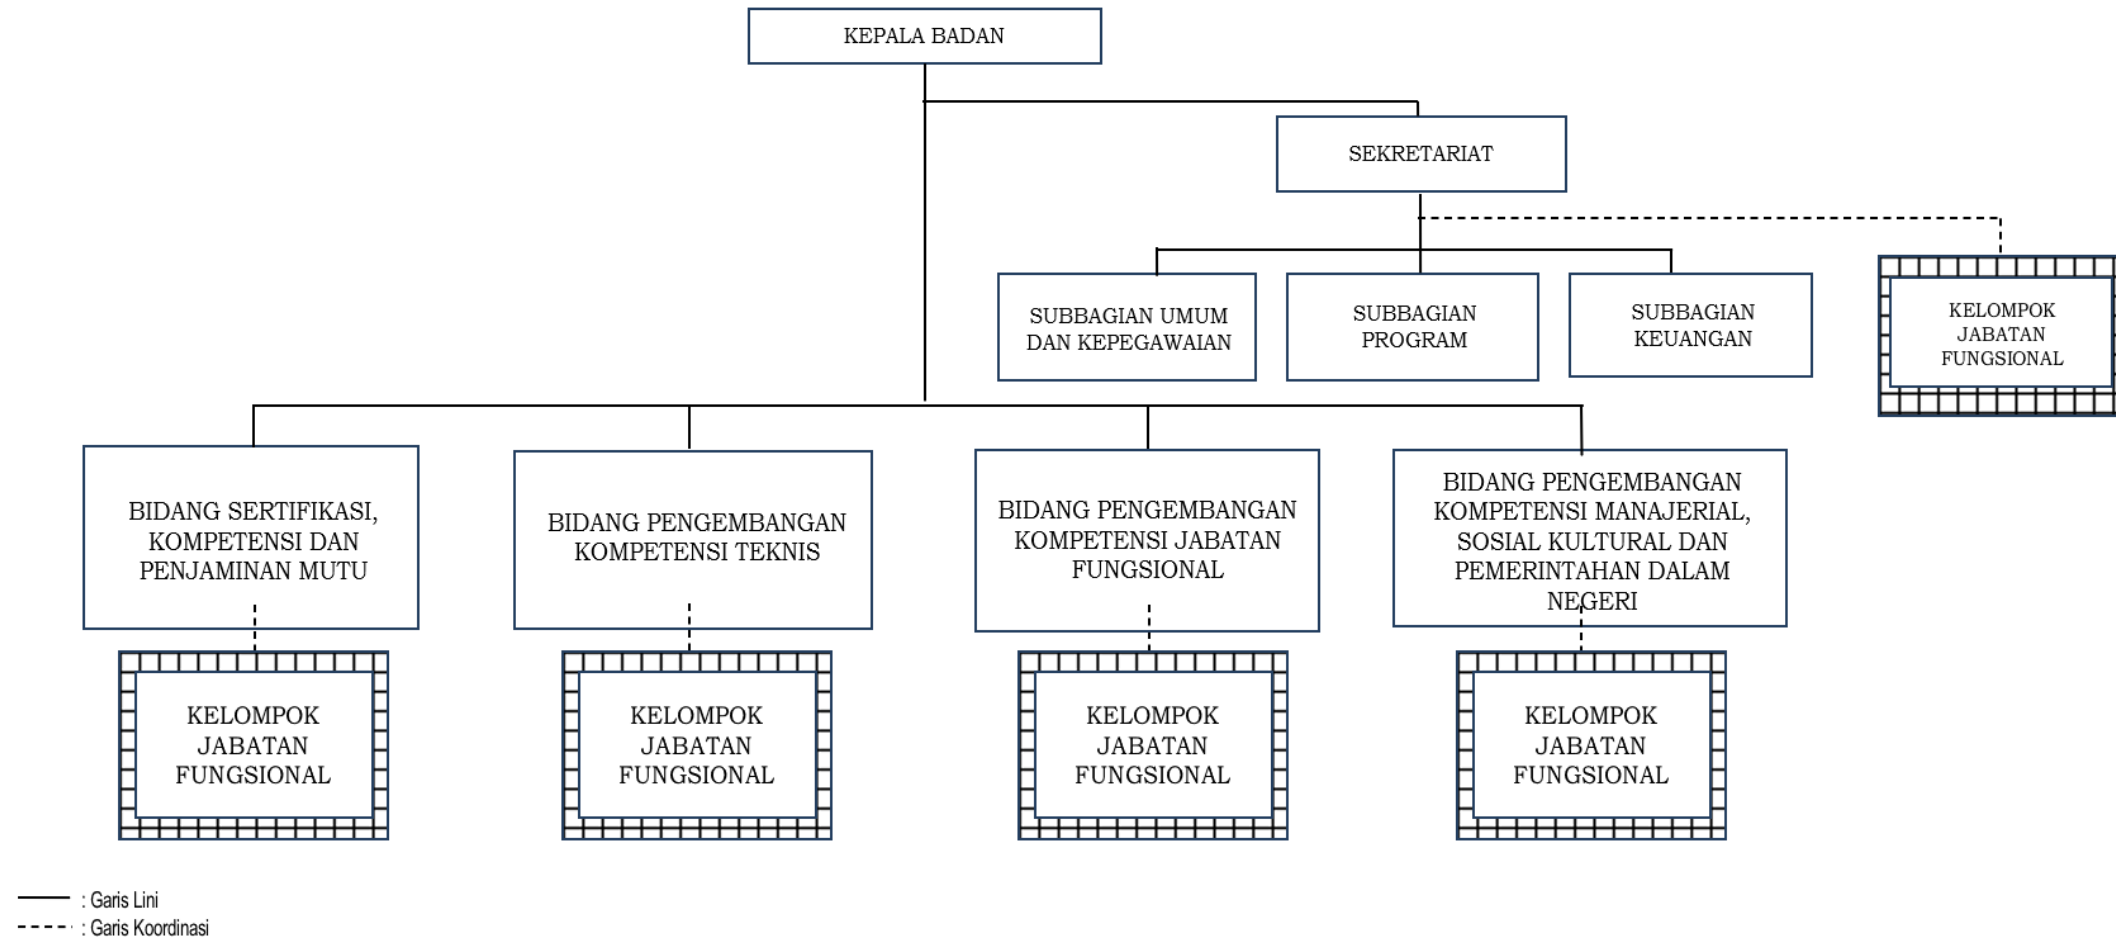 KEPALA BADAN
SEKRETARIAT
SUBBAGIAN UMUM
DAN KEPEGAWAIAN
SUBBAGIAN
PROGRAM
SUBBAGIAN
KEUANGAN
KELOMPOK
JABATAN
FUNGSIONAL
BIDANG SERTIFIKASI,
KOMPETENSI DAN
PENJAMINAN MUTU
BIDANG PENGEMBANGAN
KOMPETENSI TEKNIS
BIDANG PENGEMBANGAN
KOMPETENSI JABATAN
FUNGSIONAL
BIDANG PENGEMBANGAN
KOMPETENSI MANAJERIAL,
SOSIAL KULTURAL DAN
PEMERINTAHAN DALAM
NEGERI
KELOMPOK
JABATAN
FUNGSIONAL
KELOMPOK
JABATAN
FUNGSIONAL
KELOMPOK
JABATAN
FUNGSIONAL
KELOMPOK
JABATAN
FUNGSIONAL
: Garis Lini
: Garis Koordinasi